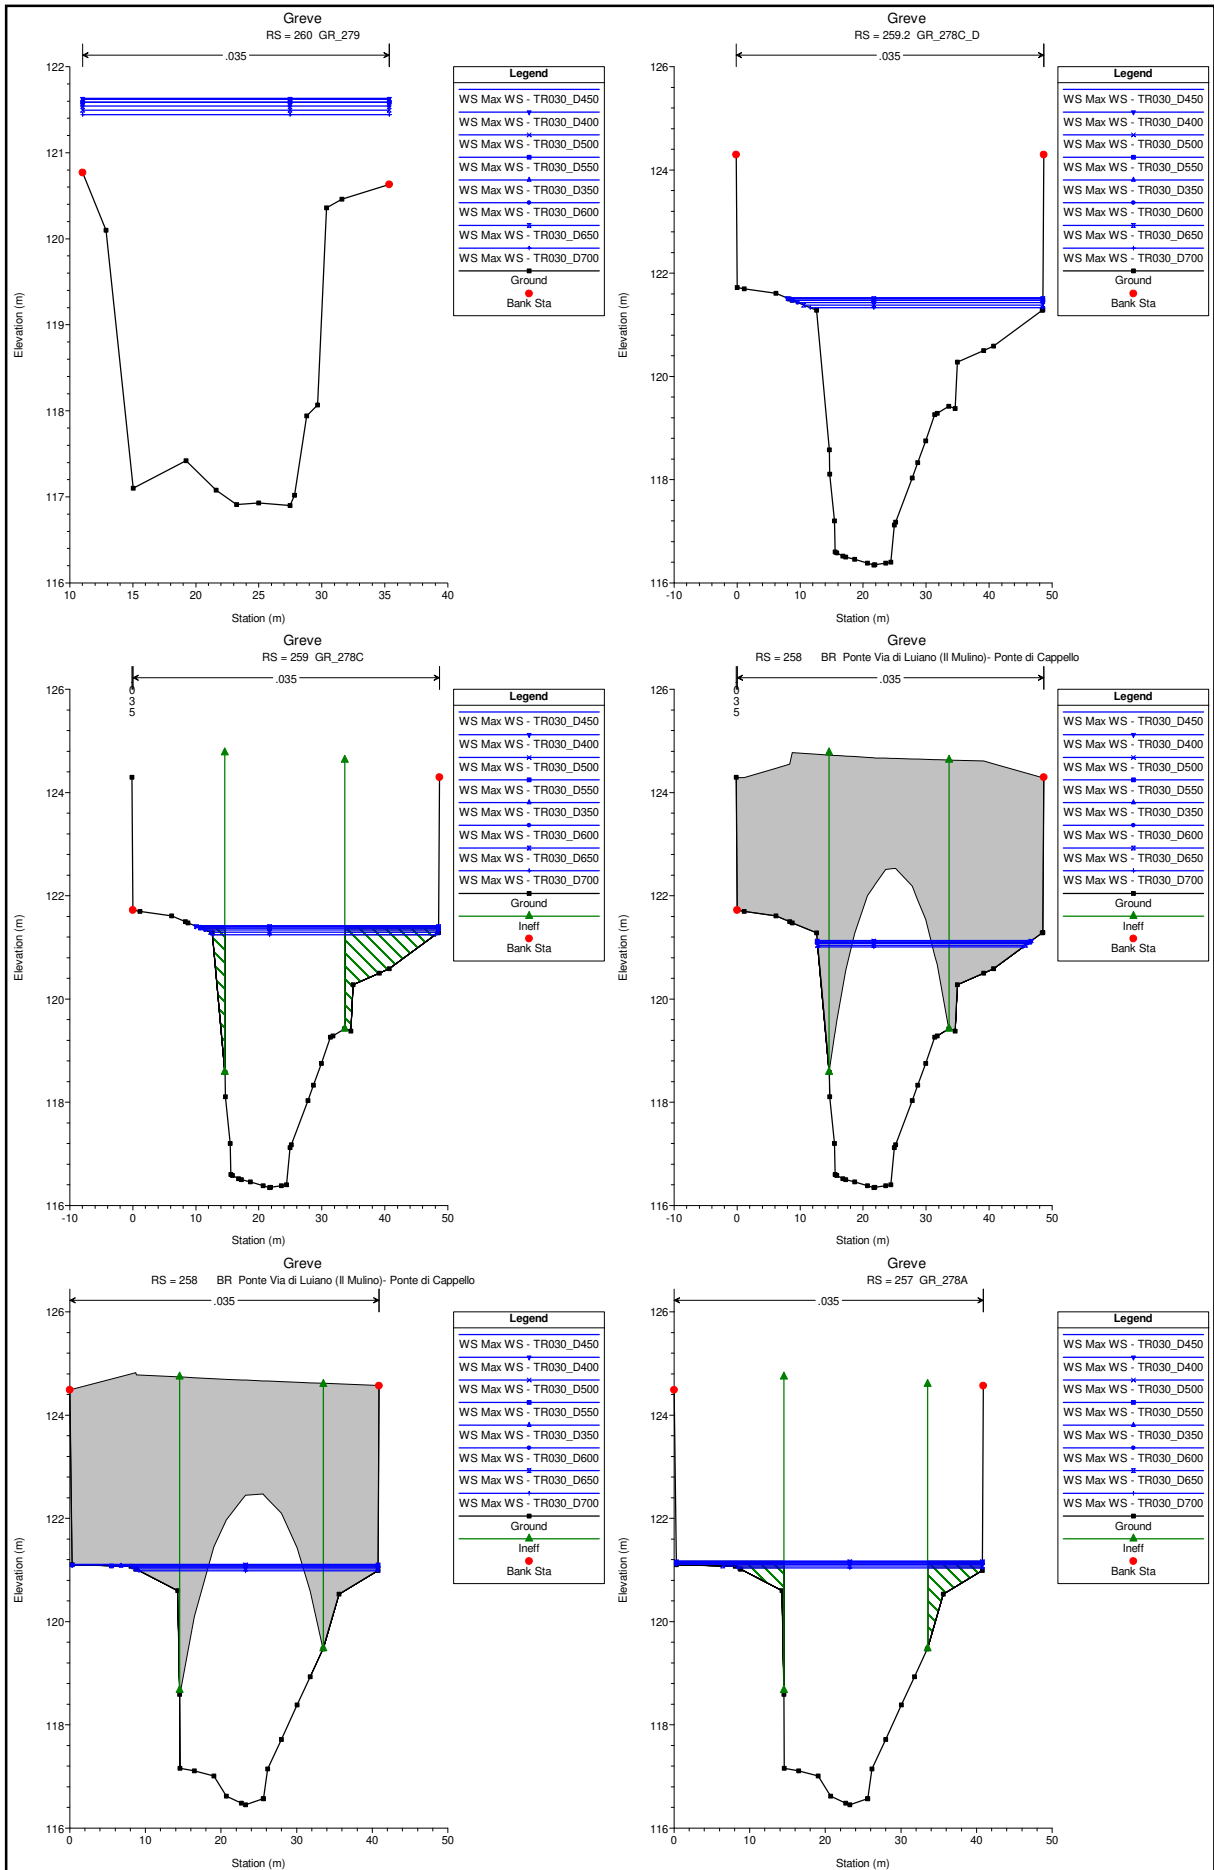 Greve
RS = 260 GR_279
.035
122
121
120
119
118
117
116
Elevation (m)
10
15
20
25
30
35
40
Station (m)
Legend
WS Max WS - TR030_D450
WS Max WS - TR030_D400
WS Max WS - TR030_D500
WS Max WS - TR030_D550
WS Max WS - TR030_D350
WS Max WS - TR030_D600
WS Max WS - TR030_D650
WS Max WS - TR030_D700
Ground
Bank Sta
Greve
RS = 259.2 GR_278C_D
.035
126
124
122
120
118
116
Elevation (m)
-10
0
10
20
30
40
50
Station (m)
Legend
WS Max WS - TR030_D450
WS Max WS - TR030_D400
WS Max WS - TR030_D500
WS Max WS - TR030_D550
WS Max WS - TR030_D350
WS Max WS - TR030_D600
WS Max WS - TR030_D650
WS Max WS - TR030_D700
Ground
Bank Sta
Greve
RS = 259 GR_278C
.035
126
124
122
120
118
116
Elevation (m)
-10
0
10
20
30
40
50
Station (m)
Legend
WS Max WS - TR030_D450
WS Max WS - TR030_D400
WS Max WS - TR030_D500
WS Max WS - TR030_D550
WS Max WS - TR030_D350
WS Max WS - TR030_D600
WS Max WS - TR030_D650
WS Max WS - TR030_D700
Ground
Ineff
Bank Sta
Greve
RS = 258 BR Ponte Via di Luiano (Il Mulino)- Ponte di Cappello
.035
126
124
122
120
118
116
Elevation (m)
-10
0
10
20
30
40
50
Station (m)
Legend
WS Max WS - TR030_D450
WS Max WS - TR030_D400
WS Max WS - TR030_D500
WS Max WS - TR030_D550
WS Max WS - TR030_D350
WS Max WS - TR030_D600
WS Max WS - TR030_D650
WS Max WS - TR030_D700
Ground
Ineff
Bank Sta
Greve
RS = 258 BR Ponte Via di Luiano (Il Mulino)- Ponte di Cappello
.035
126
124
122
120
118
116
Elevation (m)
0
10
20
30
40
50
Station (m)
Legend
WS Max WS - TR030_D450
WS Max WS - TR030_D400
WS Max WS - TR030_D500
WS Max WS - TR030_D550
WS Max WS - TR030_D350
WS Max WS - TR030_D600
WS Max WS - TR030_D650
WS Max WS - TR030_D700
Ground
Ineff
Bank Sta
Greve
RS = 257 GR_278A
.035
126
124
122
120
118
116
Elevation (m)
0
10
20
30
40
50
Station (m)
Legend
WS Max WS - TR030_D450
WS Max WS - TR030_D400
WS Max WS - TR030_D500
WS Max WS - TR030_D550
WS Max WS - TR030_D350
WS Max WS - TR030_D600
WS Max WS - TR030_D650
WS Max WS - TR030_D700
Ground
Ineff
Bank Sta